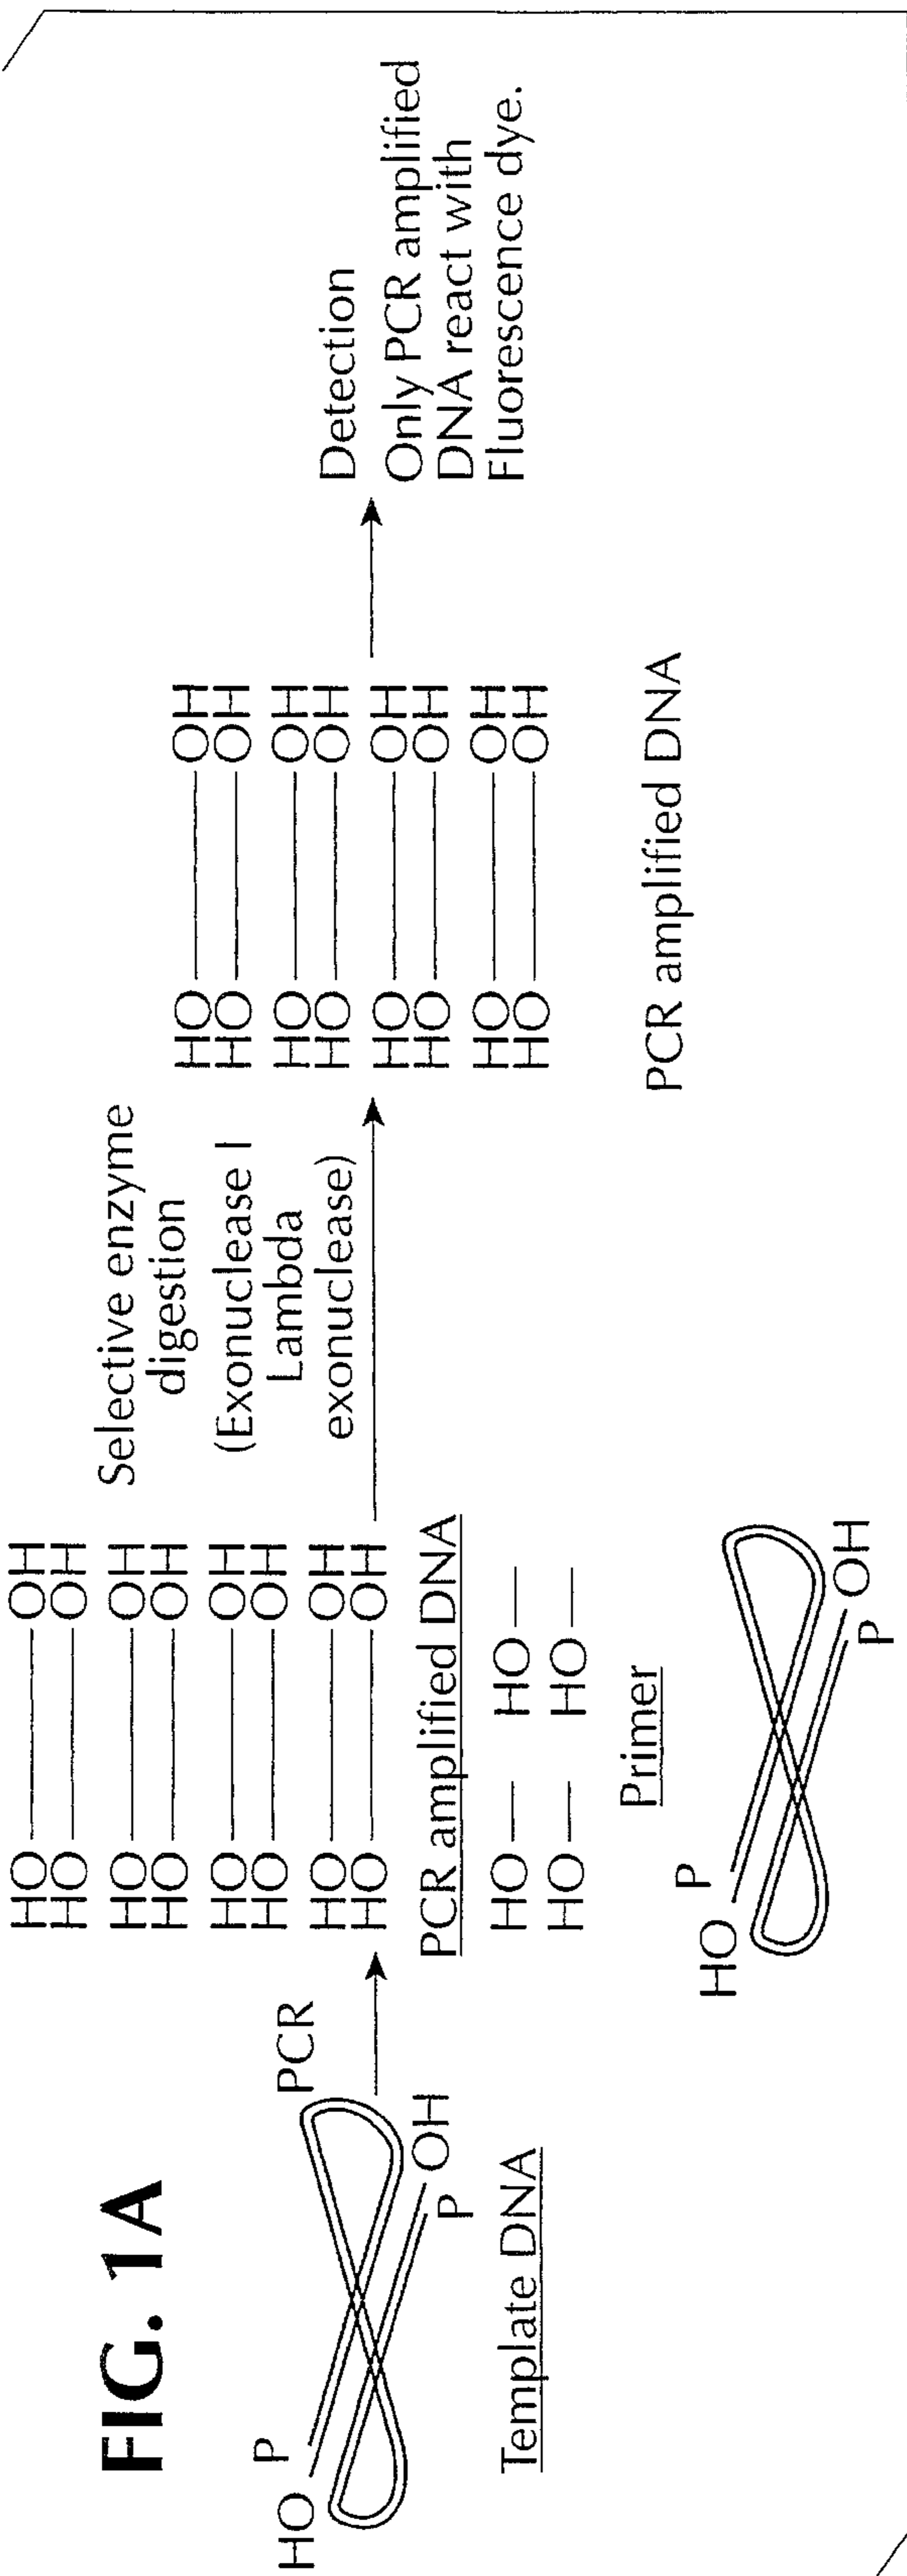 FIG. 1A
HO P
P OH
Template DNA
PCR
HO OH
HO OH
HO OH
HO OH
HO OH
HO OH
HO OH
HO OH
PCR amplified DNA
HO HO
HO HO
Primer
HO P
P OH
Selective enzyme
digestion
(Exonuclease I
Lambda
exonuclease)
HO OH
HO OH
HO OH
HO OH
HO OH
HO OH
HO OH
HO OH
PCR amplified DNA
Detection
Only PCR amplified
DNA react with
Fluorescence dye.